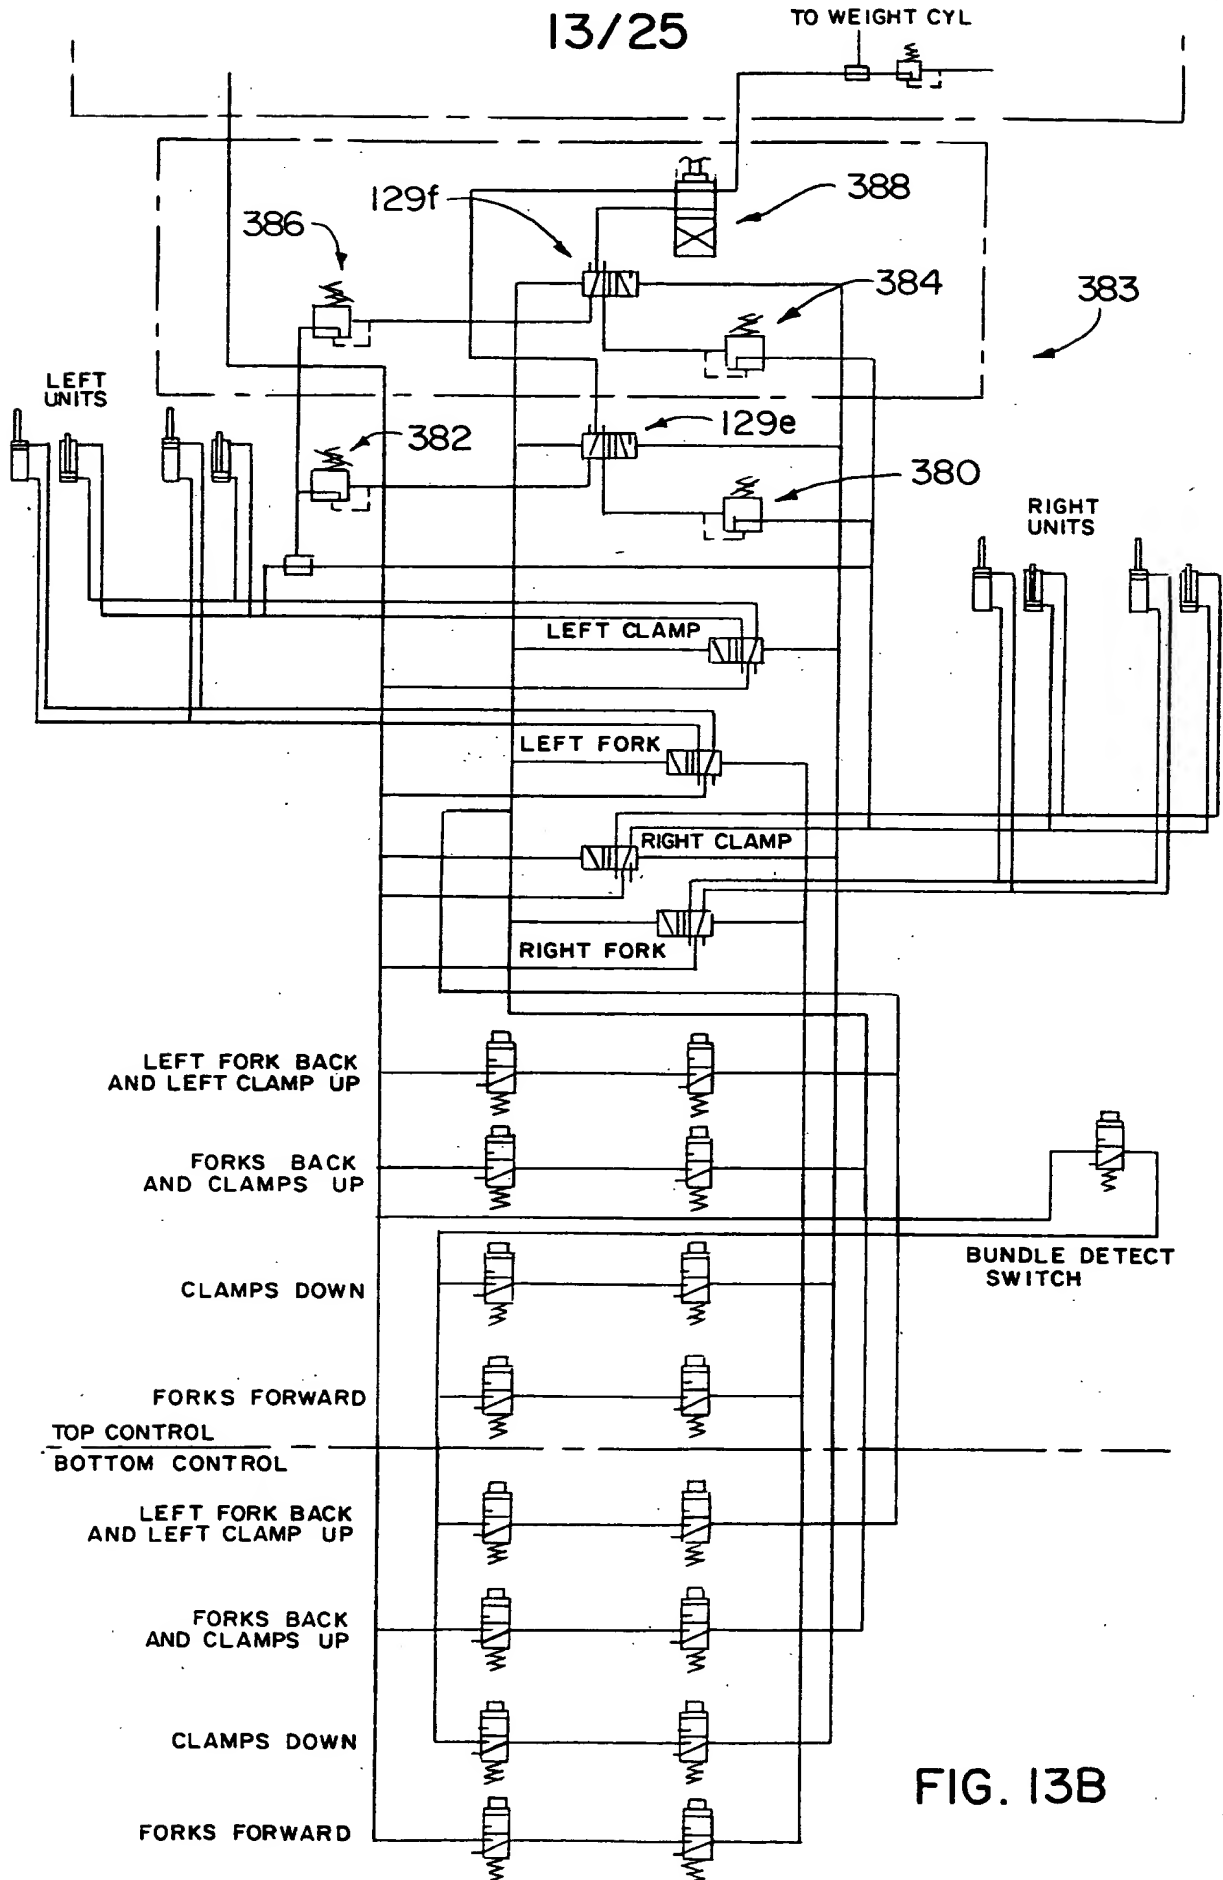 13/25
TO WEIGHT CYL
388
129f
386
384
383
LEFT
UNITS
129e
382
380
RIGHT
UNITS
LEFT CLAMP
LEFT FORK
RIGHT CLAMP
RIGHT FORK
LEFT FORK BACK
AND LEFT CLAMP UP
FORKS BACK
AND CLAMPS UP
BUNDLE DETECT
SWITCH
CLAMPS DOWN
FORKS FORWARD
TOP CONTROL
BOTTOM CONTROL
LEFT FORK BACK
AND LEFT CLAMP UP
FORKS BACK
AND CLAMPS UP
CLAMPS DOWN
FORKS FORWARD
FIG. 13B